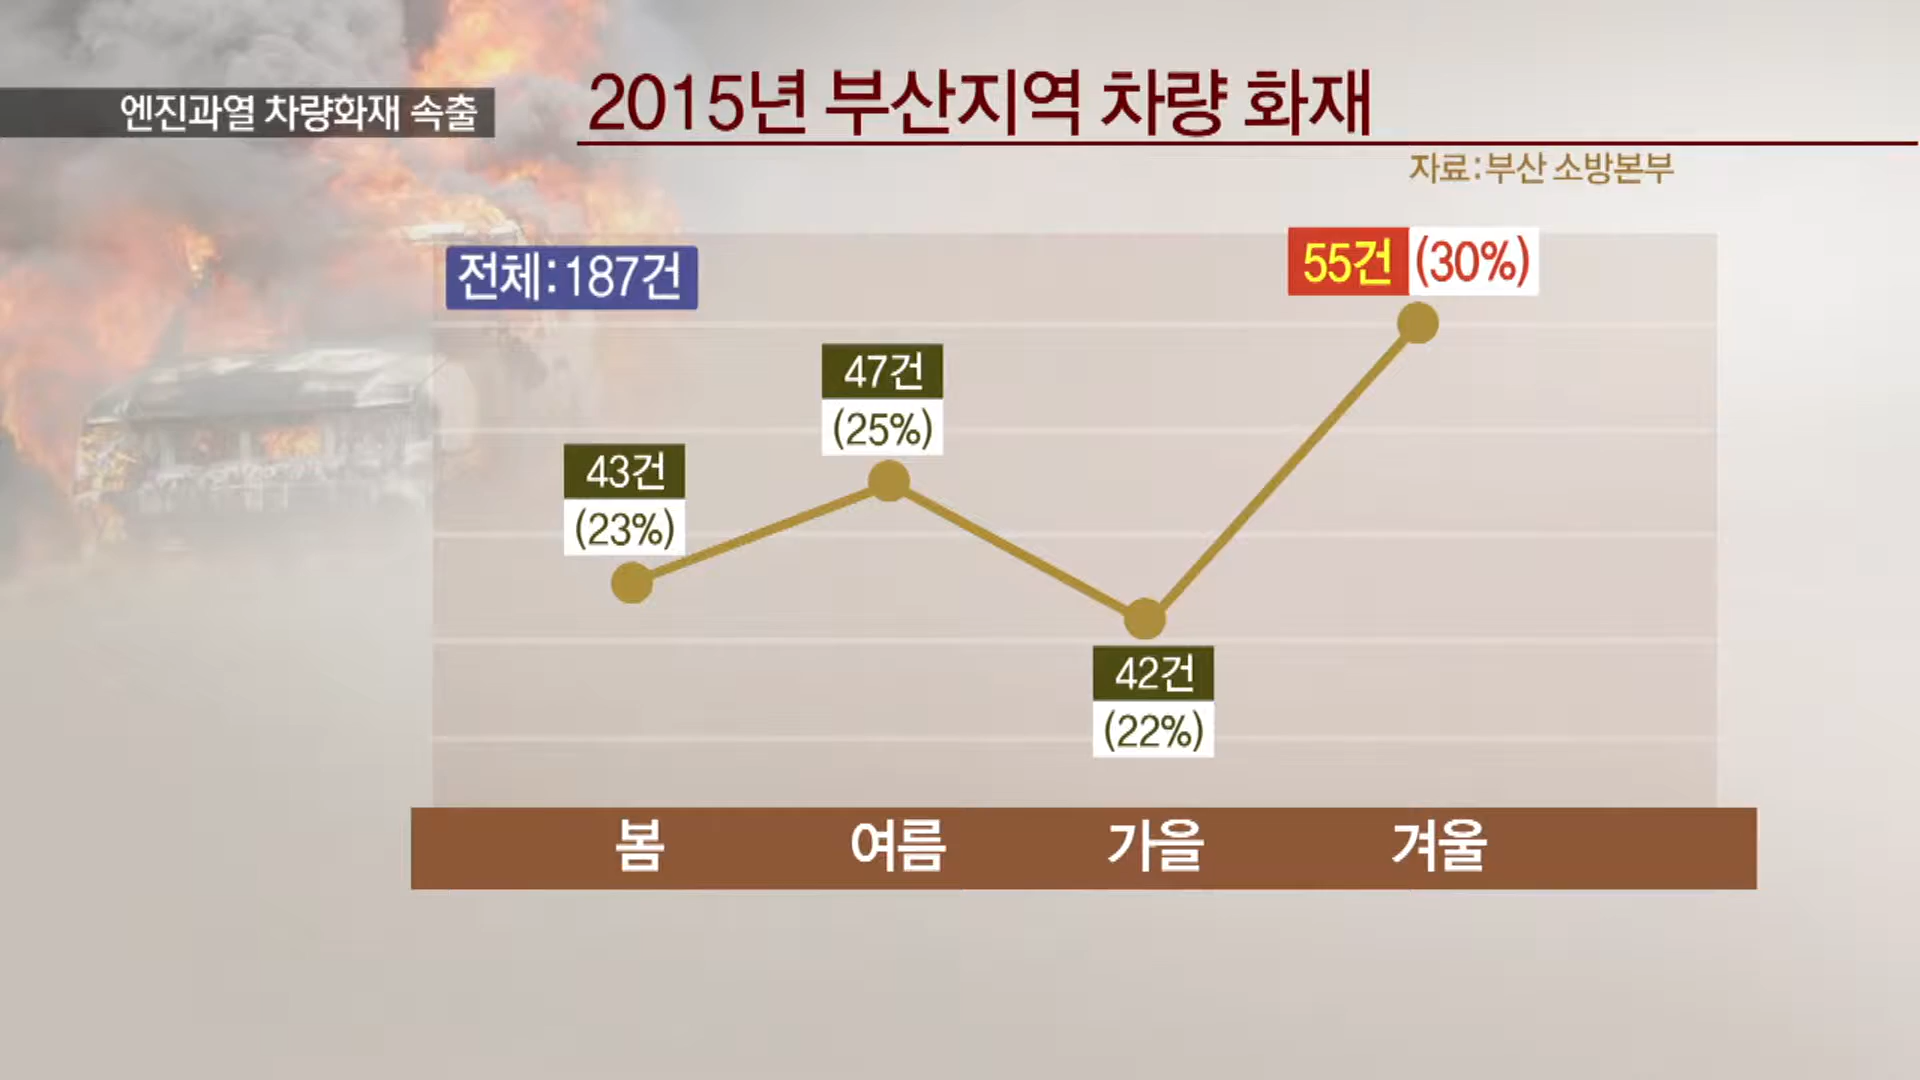 엔진과열 차량화재 속출
2015년 부산지역 차량 화재
자료:부산 소방본부
전체:187건
55건 (30%)
47건
(25%)
43건
(23%)
42건
(22%)
봄 여름 가을 겨울